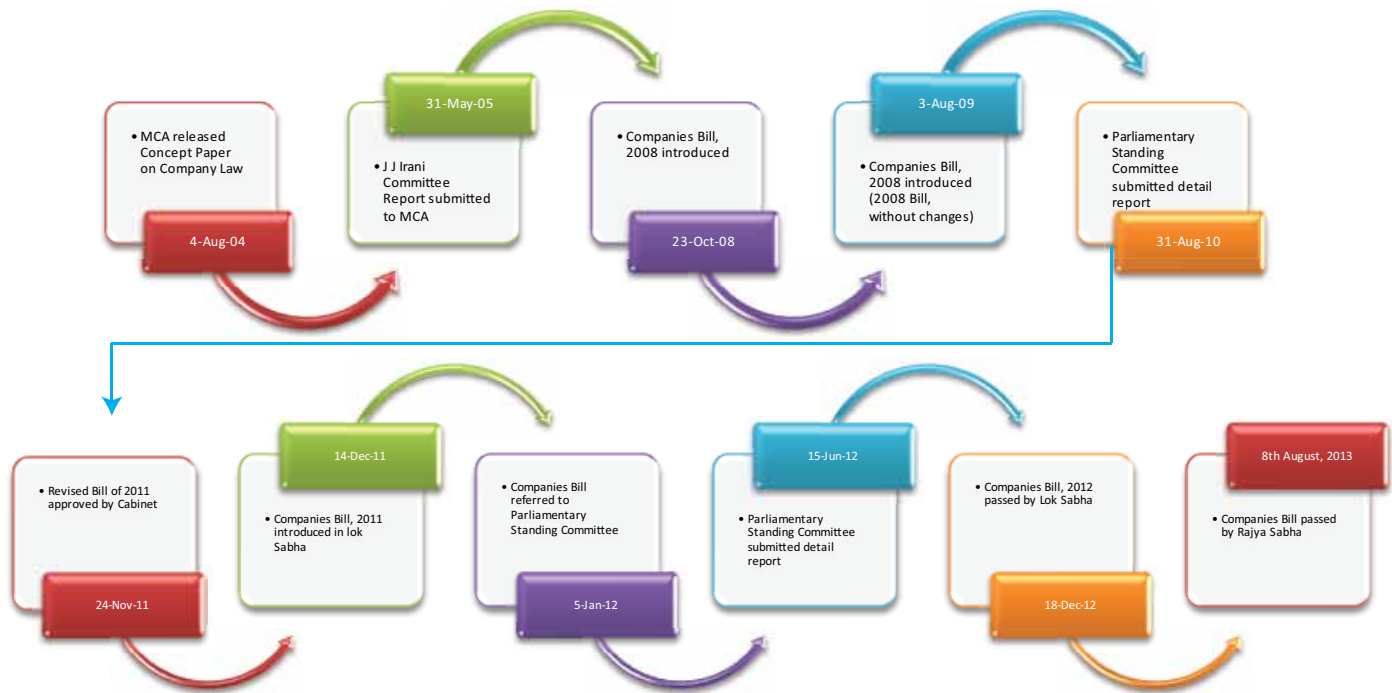 • MCA released
Concept Paper
on Company Law
4-Aug-04
31-May-05
• J J Irani
Committee
Report submitted
to MCA
• Companies Bill,
2008 introduced
23-Oct-08
3-Aug-09
• Companies Bill,
2008 introduced
(2008 Bill,
without changes)
• Parliamentary
Standing
Committee
submitted detail
report
31-Aug-10
• Revised Bill of 2011
approved by Cabinet
24-Nov-11
14-Dec-11
• Companies Bill, 2011
introduced in lok
Sabha
• Companies Bill
referred to
Parliamentary
Standing Committee
5-Jan-12
15-Jun-12
• Parliamentary
Standing Committee
submitted detail
report
• Companies Bill, 2012
passed by Lok Sabha
18-Dec-12
8th August, 2013
• Companies Bill passed
by Rajya Sabha